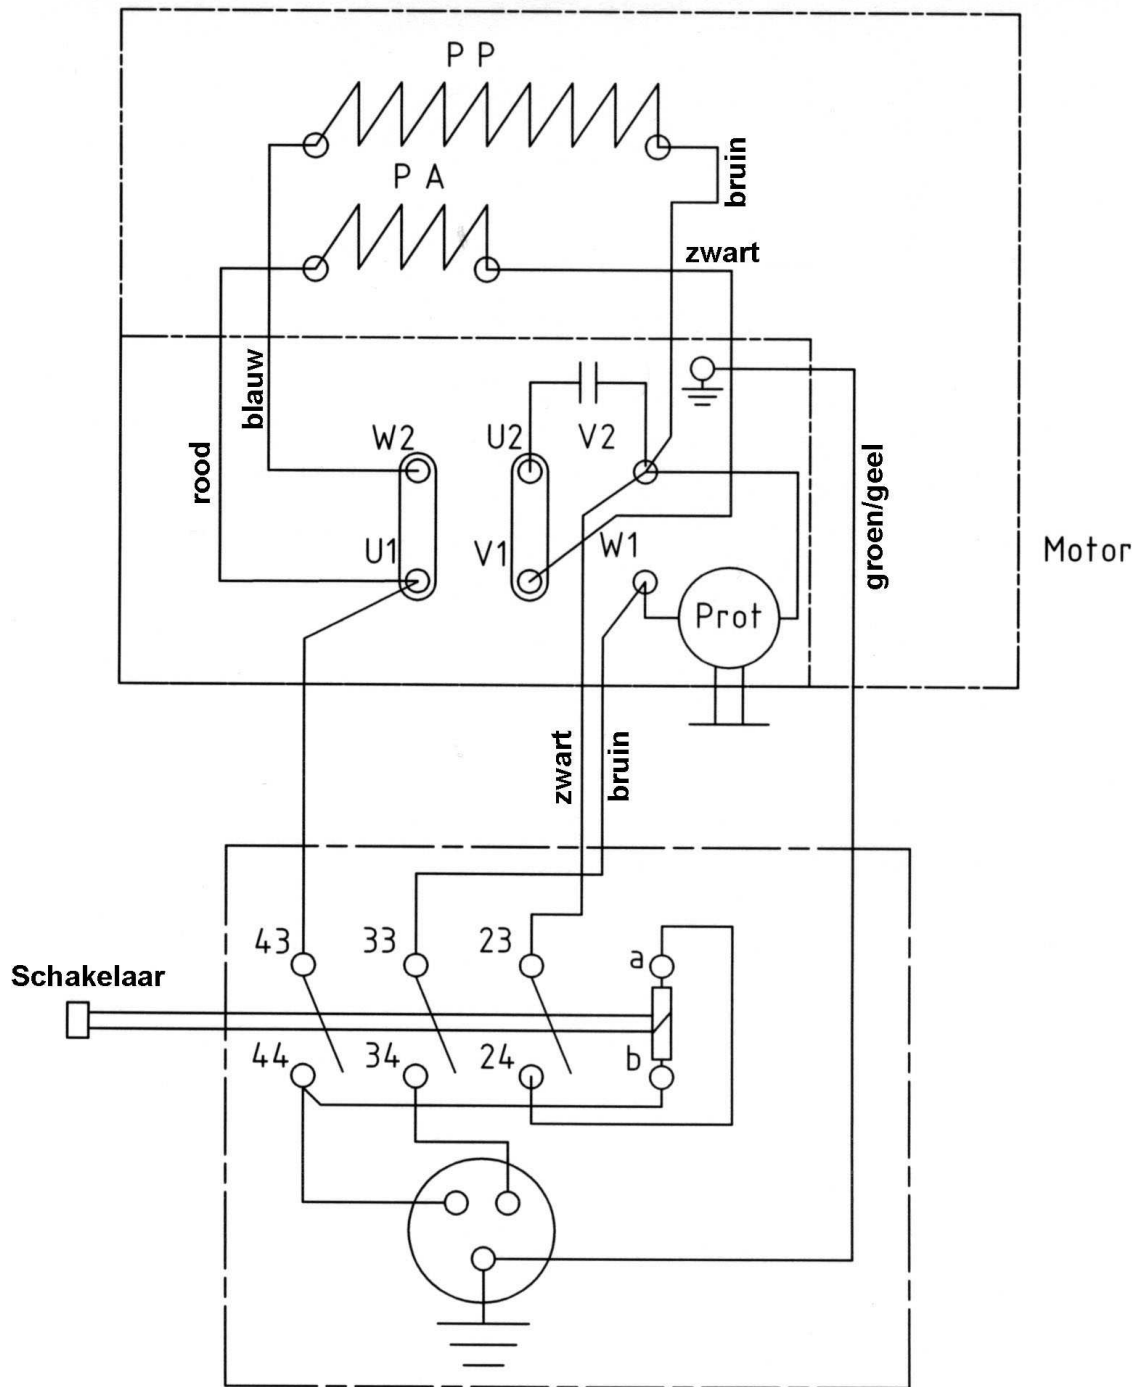 P P
bruin
P A
zwart
blauw
rood
W2
U2
V2
U1
V1
W1
groen/geel
Motor
Prot
zwart
bruin
43
33
23
a
Schakelaar
44
34
24
b